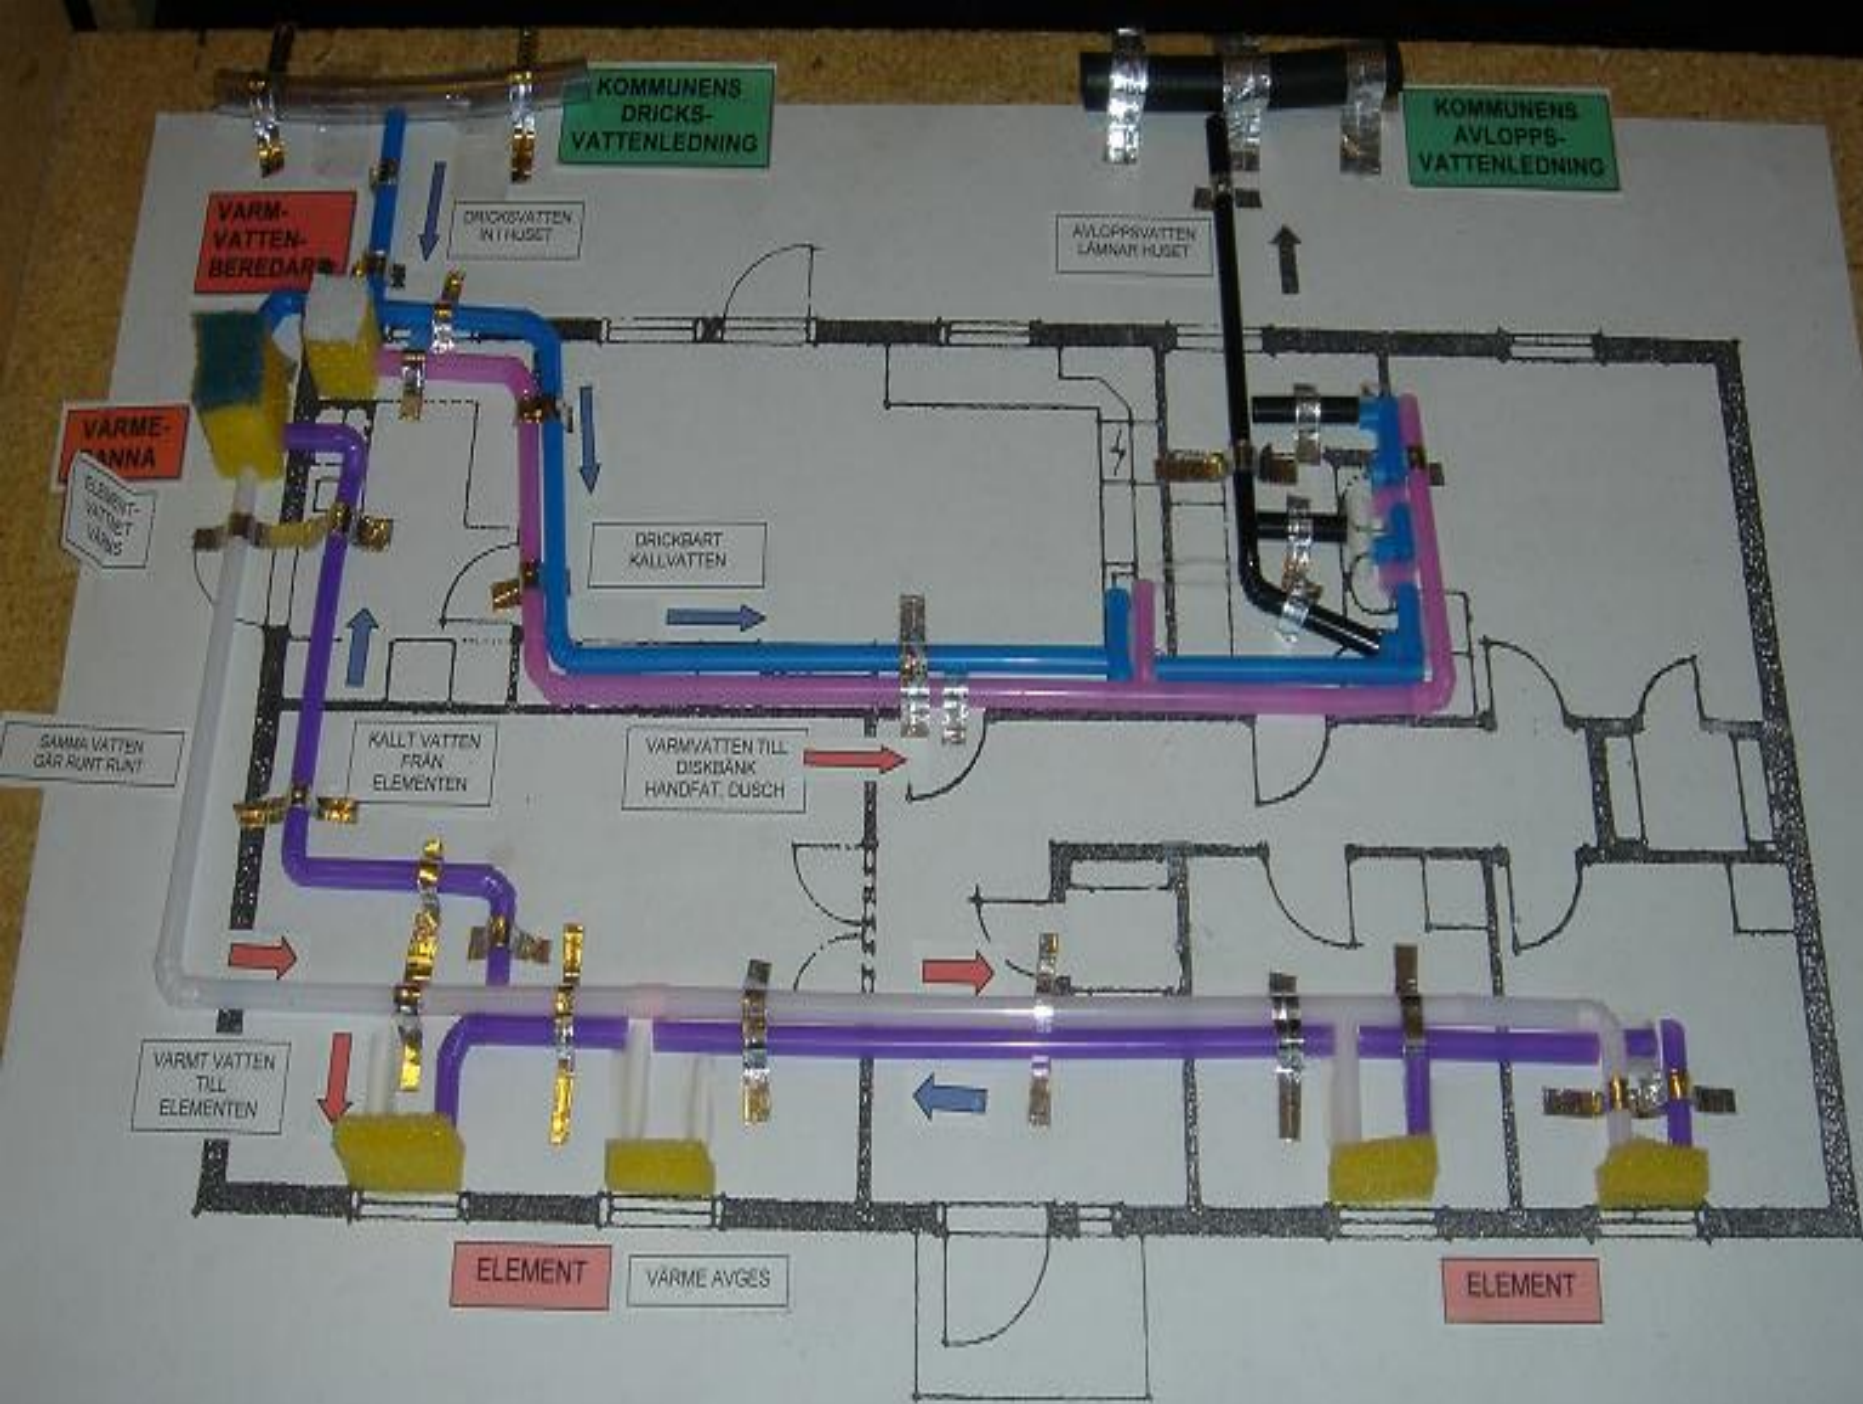 KOMMUNENS
DRICKS-
VATTENLEDNING
KOMMUNENS
AVLOPPS-
VATTENLEDNING
VARM-
VATTEN-
BEREDAR
DRICKSVATTEN
IN I HUSET
AVLOPPSVATTEN
LÄMNAR HUSET
VÄRME-
PANNA
ELEMENT-
VATTNET
VÄRMS
DRICKBART
KALLVATTEN
SAMMA VATTEN
GÅR RUNT RUNT
KALLT VATTEN
FRÅN
ELEMENTEN
VARMVATTEN TILL
DISKBÄNK
HANDFAT, DUSCH
VARMT VATTEN
TILL
ELEMENTEN
ELEMENT
VÄRME AVGES
ELEMENT